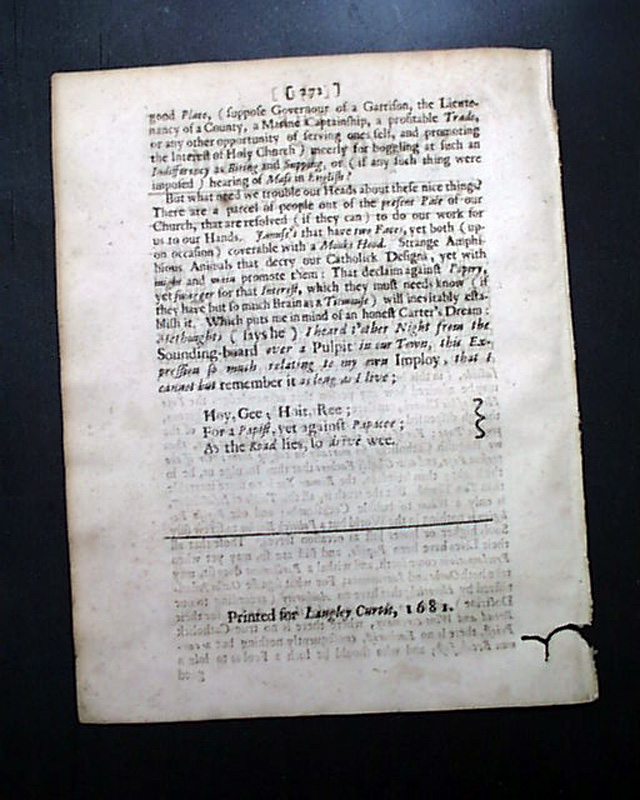 [ 272 ]
good Place, (suppose Governour of a Garrison, the Lieute-
nancy of a County, a Marine Captainship, a profitable Trade,
or any other opportunity of serving ones self, and promoting
the Interest of Holy Church ) meerly for boggling at such an
Indifferency as Biring and Supping, or ( if any such thing were
imposed ) hearing of Mass in English?
But what need we trouble our Heads about these nice things?
There are a parcel of people out of the present Pale of our
Church, that are resolved ( if they can ) to do our work for
us to our Hands. that have two Faces, yet both ( up-
on occasion) coverable with a Monks Hood. Strange Amphi-
bious Animals that decry our Catholick Designs, yet with
might and main promote them: That declaim against Popery,
yet swagger for that Interest, which they must needs know ( if
they have but so much Brain as a Titmouse ) will inevitably esta-
blish it. Which puts me in mind of an honest Carter's Dream:
Methoughts ( says he ) I heard t'other Night from the
Sounding-board over a Pulpit in our Town, this Ex-
pression so much relating to my own Imploy, that I
cannot but remember it as long as I live;
Hoy, Gee; Hait, Ree;
For a Papist, yet against Papacee;
As the Road lies, so drive wee.
Printed for Langley Curtis, 1681.